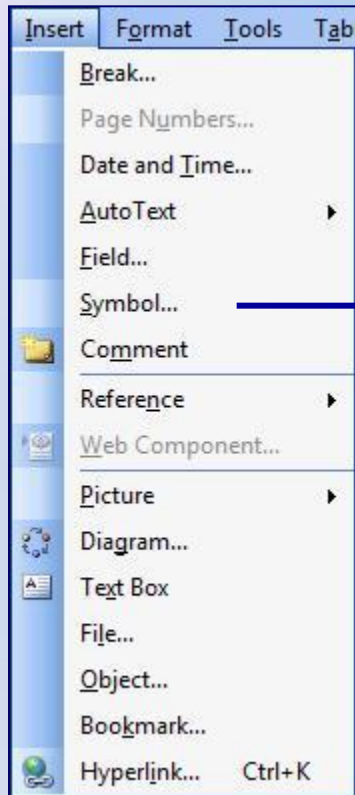 Insert Format Tools Tab
Break...
Page Numbers...
Date and Time...
AutoText
Field...
Symbol...
Comment
Reference
Web Component...
Picture
Diagram...
Text Box
File...
Object...
Bookmark...
Hyperlink... Ctrl+K